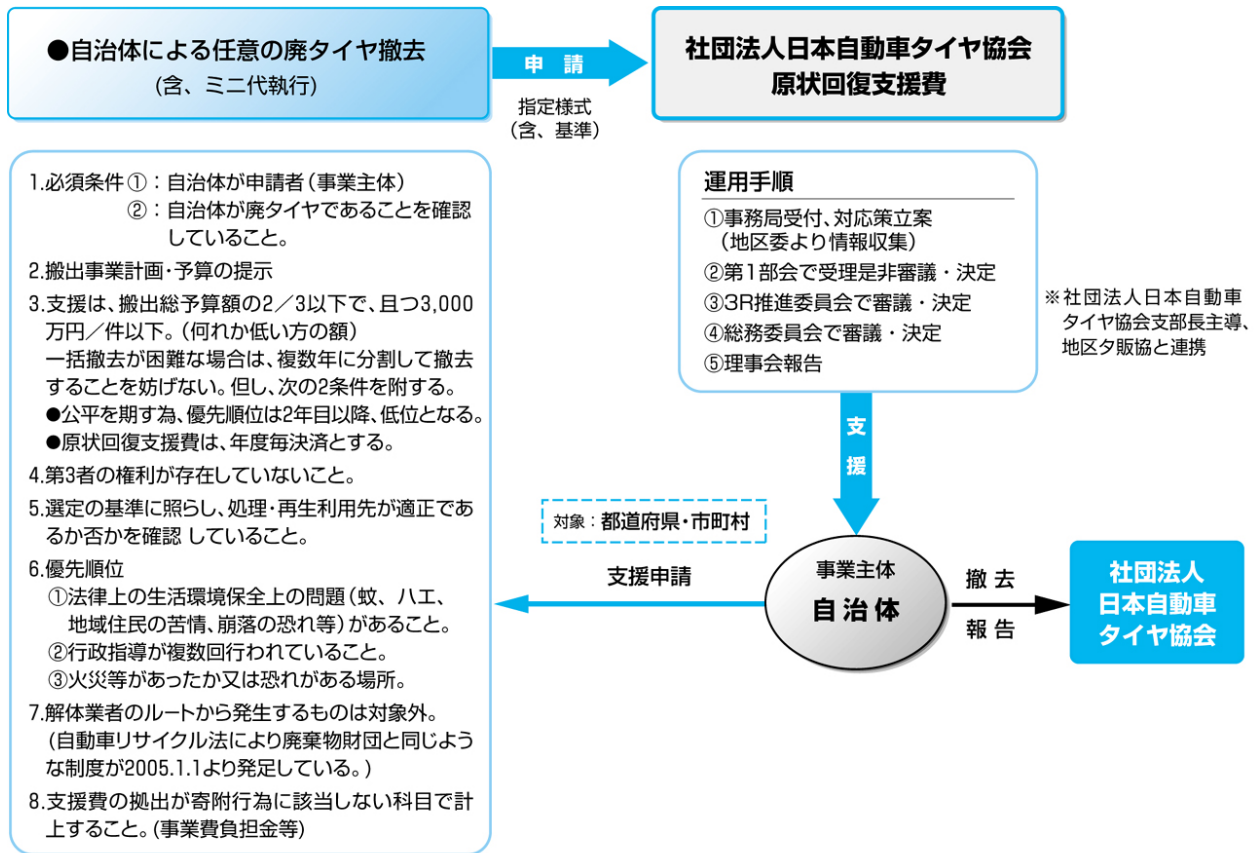 ●自治体による任意の廃タイヤ撤去
(含、ミニ代執行)
申 請
指定様式
(含、基準)
社団法人日本自動車タイヤ協会
原状回復支援費
1.必須条件①：自治体が申請者(事業主体)
②：自治体が廃タイヤであることを確認
していること。
2.搬出事業計画・予算の提示
3.支援は、搬出総予算額の2／3以下で、且つ3,000
万円／件以下。(何れか低い方の額)
一括撤去が困難な場合は、複数年に分割して撤去
することを妨げない。但し、次の2条件を附する。
●公平を期す為、優先順位は2年目以降、低位となる。
●原状回復支援費は、年度毎決済とする。
4.第3者の権利が存在していないこと。
5.選定の基準に照らし、処理・再生利用先が適正であ
るか否かを確認 していること。
6.優先順位
①法律上の生活環境保全上の問題(蚊、ハエ、
地域住民の苦情、崩落の恐れ等)があること。
②行政指導が複数回行われていること。
③火災等があったか又は恐れがある場所。
7.解体業者のルートから発生するものは対象外。
(自動車リサイクル法により廃棄物財団と同じよう
な制度が2005.1.1より発足している。)
8.支援費の拠出が寄附行為に該当しない科目で計
上すること。(事業費負担金等)
運用手順
①事務局受付、対応策立案
(地区委より情報収集)
②第1部会で受理是非審議・決定
③3R推進委員会で審議・決定
④総務委員会で審議・決定
⑤理事会報告
※社団法人日本自動車
タイヤ協会支部長主導、
地区タ販協と連携
支
援
対象：都道府県・市町村
支援申請
事業主体
自治体
撤去
報告
社団法人
日本自動車
タイヤ協会